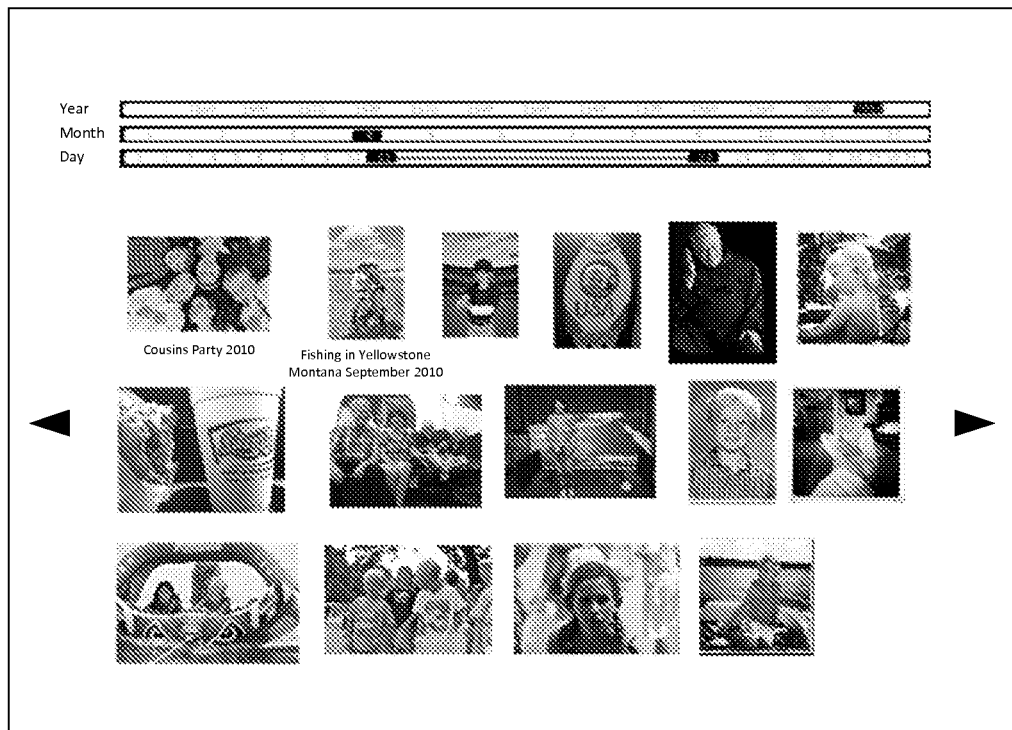 Year
Month
Day
Cousins Party 2010
Fishing in Yellowstone
Montana September 2010